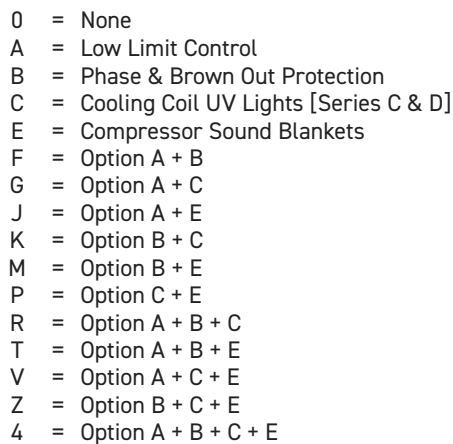 0 = None
A = Low Limit Control
B = Phase & Brown Out Protection
C = Cooling Coil UV Lights [Series C & D]
E = Compressor Sound Blankets
F = Option A + B
G = Option A + C
J = Option A + E
K = Option B + C
M = Option B + E
P = Option C + E
R = Option A + B + C
T = Option A + B + E
V = Option A + C + E
Z = Option B + C + E
4 = Option A + B + C + E